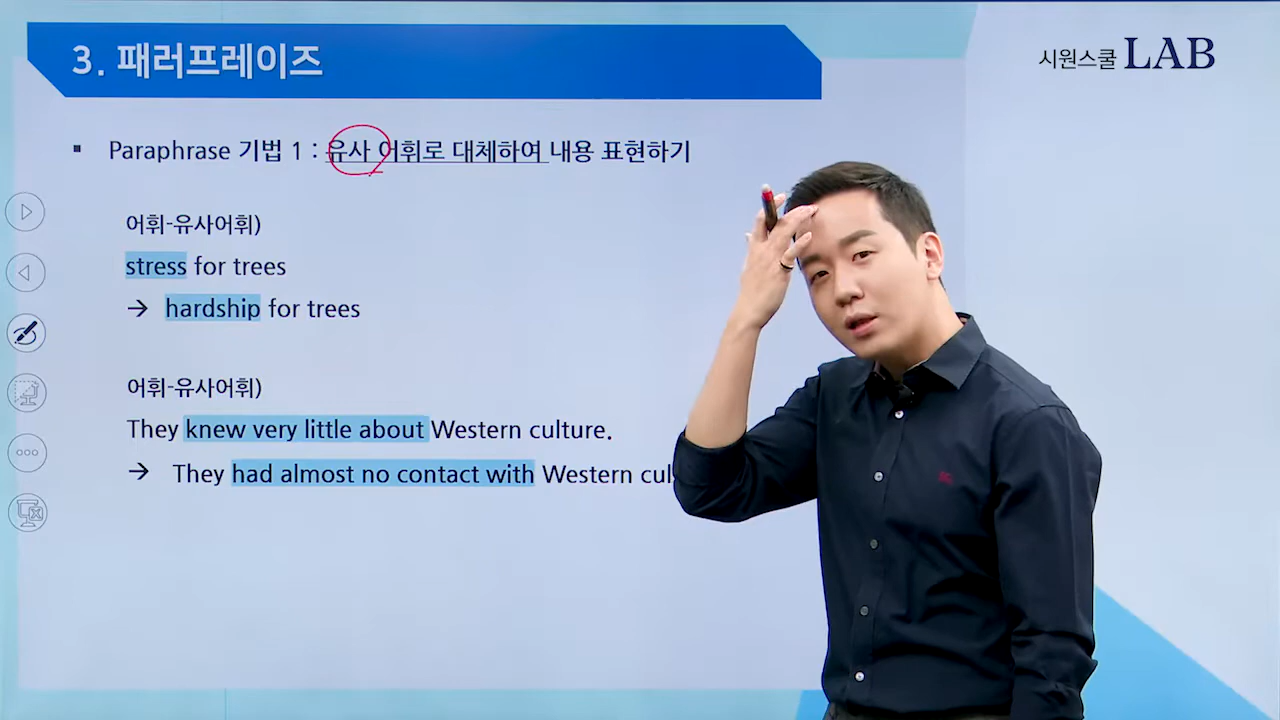 3. 패러프레이즈
시원스쿨 LAB
▪ Paraphrase 기법 1 : 유사 어휘로 대체하여 내용 표현하기
어휘-유사어휘)
stress for trees
→ hardship for trees
어휘-유사어휘)
They knew very little about Western culture.
→ They had almost no contact with Western cul